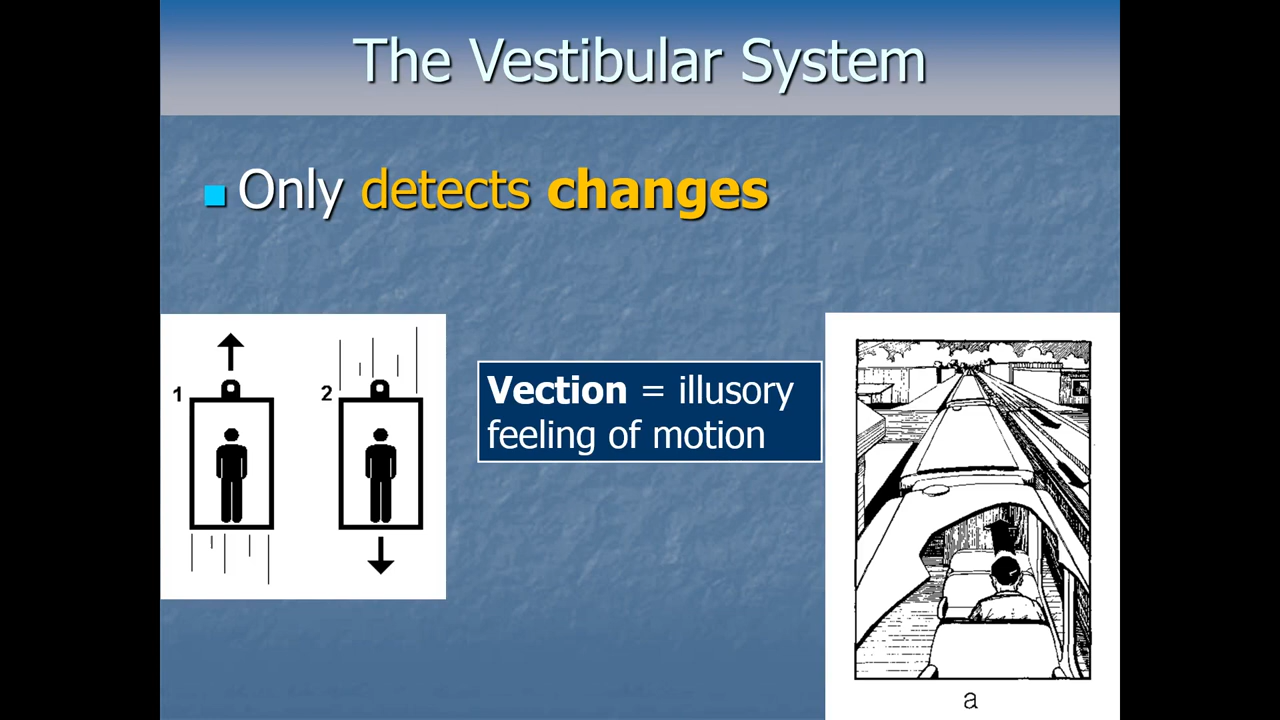 The Vestibular System
Only detects changes
1
2
Vection = illusory
feeling of motion
a